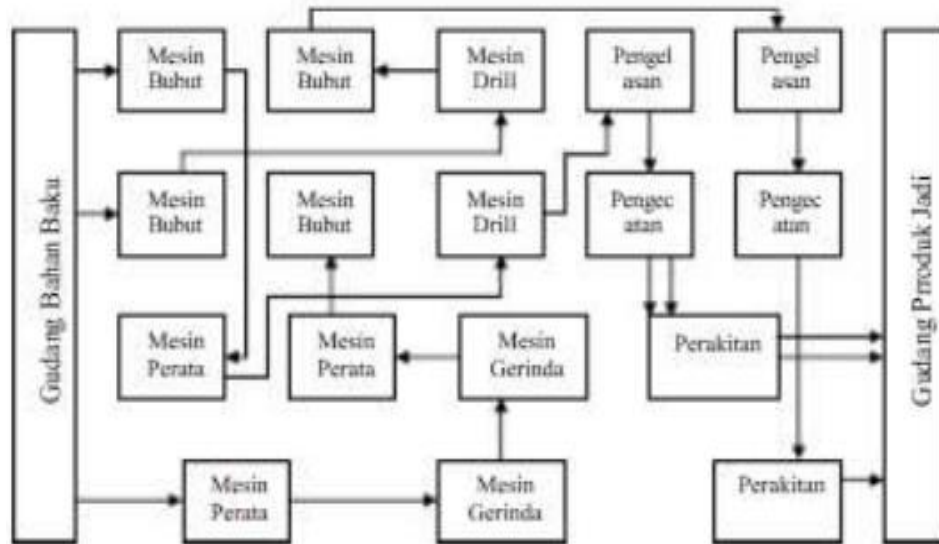 Gudang Bahan Baku
Mesin
Bubut
Mesin
Bubut
Mesin
Drill
Pengel
asan
Pengel
asan
Mesin
Bubut
Mesin
Bubut
Mesin
Drill
Pengec
atan
Pengec
atan
Mesin
Perata
Mesin
Perata
Mesin
Gerinda
Perakitan
Mesin
Perata
Mesin
Gerinda
Perakitan
Gudang Prroduk Jadi